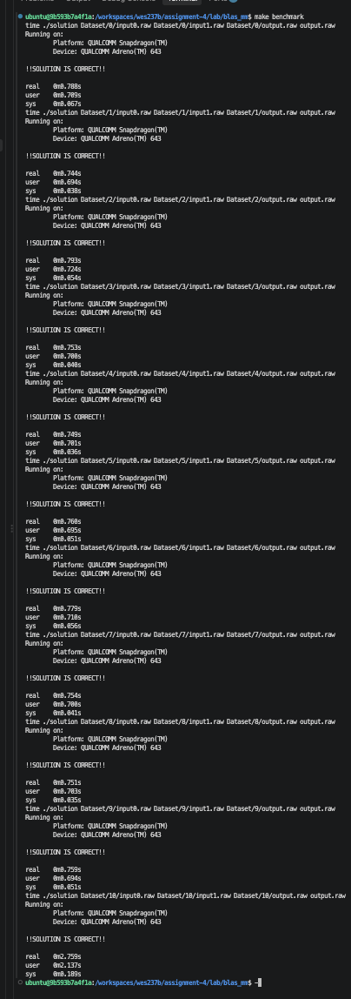 ubuntu@9b593b7a4f1a:/workspaces/wes237b/assignment-4/lab/blas_mm$ make benchmark
time ./solution Dataset/0/input0.raw Dataset/0/input1.raw Dataset/0/output.raw output.raw
Running on:
Platform: QUALCOMM Snapdragon(TM)
Device: QUALCOMM Adreno(TM) 643
!!SOLUTION IS CORRECT!!
real 0m0.788s
user 0m0.709s
sys 0m0.067s
time ./solution Dataset/1/input0.raw Dataset/1/input1.raw Dataset/1/output.raw output.raw
Running on:
Platform: QUALCOMM Snapdragon(TM)
Device: QUALCOMM Adreno(TM) 643
!!SOLUTION IS CORRECT!!
real 0m0.744s
user 0m0.694s
sys 0m0.038s
time ./solution Dataset/2/input0.raw Dataset/2/input1.raw Dataset/2/output.raw output.raw
Running on:
Platform: QUALCOMM Snapdragon(TM)
Device: QUALCOMM Adreno(TM) 643
!!SOLUTION IS CORRECT!!
real 0m0.793s
user 0m0.724s
sys 0m0.054s
time ./solution Dataset/3/input0.raw Dataset/3/input1.raw Dataset/3/output.raw output.raw
Running on:
Platform: QUALCOMM Snapdragon(TM)
Device: QUALCOMM Adreno(TM) 643
!!SOLUTION IS CORRECT!!
real 0m0.753s
user 0m0.700s
sys 0m0.040s
time ./solution Dataset/4/input0.raw Dataset/4/input1.raw Dataset/4/output.raw output.raw
Running on:
Platform: QUALCOMM Snapdragon(TM)
Device: QUALCOMM Adreno(TM) 643
!!SOLUTION IS CORRECT!!
real 0m0.749s
user 0m0.701s
sys 0m0.036s
time ./solution Dataset/5/input0.raw Dataset/5/input1.raw Dataset/5/output.raw output.raw
Running on:
Platform: QUALCOMM Snapdragon(TM)
Device: QUALCOMM Adreno(TM) 643
!!SOLUTION IS CORRECT!!
real 0m0.760s
user 0m0.695s
sys 0m0.051s
time ./solution Dataset/6/input0.raw Dataset/6/input1.raw Dataset/6/output.raw output.raw
Running on:
Platform: QUALCOMM Snapdragon(TM)
Device: QUALCOMM Adreno(TM) 643
!!SOLUTION IS CORRECT!!
real 0m0.779s
user 0m0.710s
sys 0m0.056s
time ./solution Dataset/7/input0.raw Dataset/7/input1.raw Dataset/7/output.raw output.raw
Running on:
Platform: QUALCOMM Snapdragon(TM)
Device: QUALCOMM Adreno(TM) 643
!!SOLUTION IS CORRECT!!
real 0m0.754s
user 0m0.700s
sys 0m0.041s
time ./solution Dataset/8/input0.raw Dataset/8/input1.raw Dataset/8/output.raw output.raw
Running on:
Platform: QUALCOMM Snapdragon(TM)
Device: QUALCOMM Adreno(TM) 643
!!SOLUTION IS CORRECT!!
real 0m0.751s
user 0m0.703s
sys 0m0.035s
time ./solution Dataset/9/input0.raw Dataset/9/input1.raw Dataset/9/output.raw output.raw
Running on:
Platform: QUALCOMM Snapdragon(TM)
Device: QUALCOMM Adreno(TM) 643
!!SOLUTION IS CORRECT!!
real 0m0.759s
user 0m0.694s
sys 0m0.051s
time ./solution Dataset/10/input0.raw Dataset/10/input1.raw Dataset/10/output.raw output.raw
Running on:
Platform: QUALCOMM Snapdragon(TM)
Device: QUALCOMM Adreno(TM) 643
!!SOLUTION IS CORRECT!!
real 0m2.759s
user 0m2.137s
sys 0m0.189s
ubuntu@9b593b7a4f1a:/workspaces/wes237b/assignment-4/lab/blas_mm$ ~